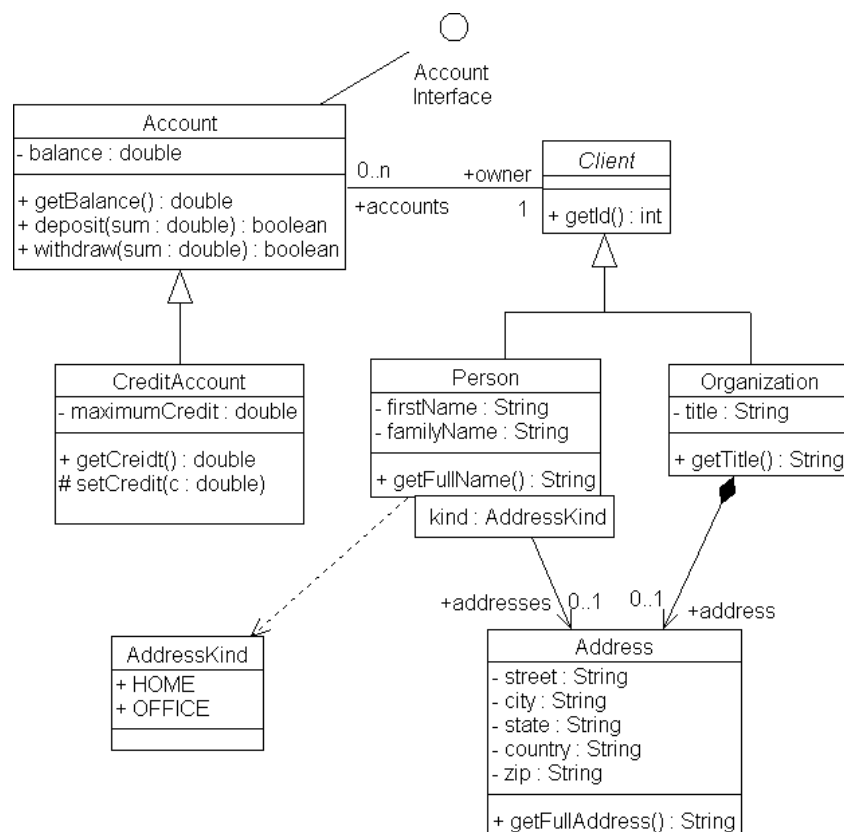 Account
Interface
Account
- balance : double
+ getBalance() : double
+ deposit(sum : double) : boolean
+ withdraw(sum : double) : boolean
0..n
+accounts
+owner
1
Client
+ getId() : int
CreditAccount
- maximumCredit : double
+ getCreidt() : double
# setCredit(c : double)
Person
- firstName : String
- familyName : String
+ getFullName() : String
kind : AddressKind
Organization
- title : String
+ getTitle() : String
+addresses
0..1
0..1
+address
AddressKind
+ HOME
+ OFFICE
Address
- street : String
- city : String
- state : String
- country : String
- zip : String
+ getFullAddress() : String